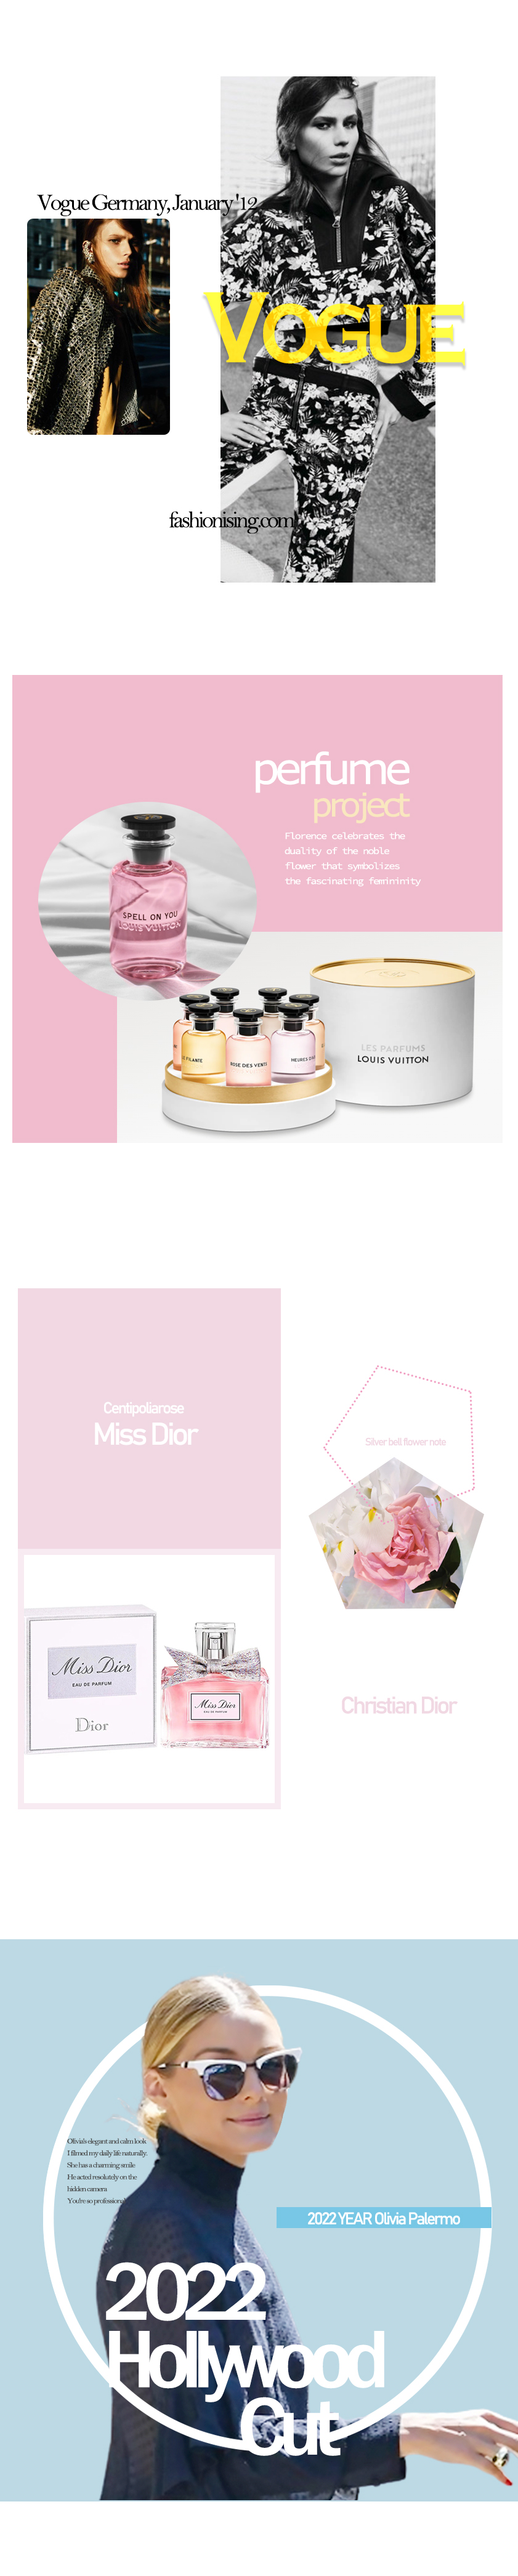 Vogue Germany, January '12
VOGUE
fashionising.com
perfume
project
Florence celebrates the
duality of the noble
flower that symbolizes
the fascinating femininity
SPELL ON YOU
LOUIS VUITTON
LES PARFUMS
LOUIS VUITTON
ROSE DES VENTS
HEURES
Centipoliarose
Miss Dior
Silver bell flower note
Miss Dior
EAU DE PARFUM
Dior
Miss Dior
EAU DE PARFUM
Christian Dior
Olivia's elegant and calm look
I filmed my daily life naturally.
She has a charming smile
He acted resolutely on the
hidden camera
You're so professional
2022 YEAR Olivia Palermo
2022
Hollywood
Cut